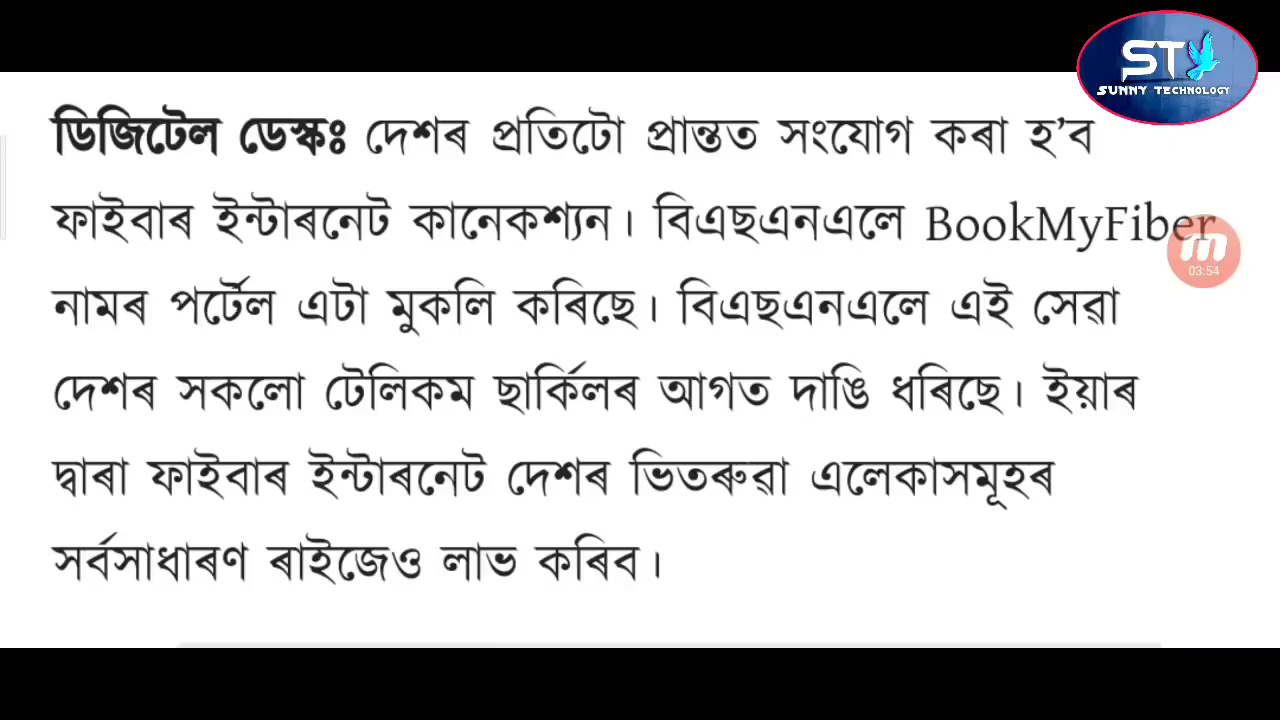 ST
SUNNY TECHNOLOGY
ডিজিটেল ডেস্কঃ দেশৰ প্ৰতিটো প্ৰান্তত সংযোগ কৰা হ’ব
ফাইবাৰ ইন্টাৰনেট কানেকশ্যন। বিএছএনএলে BookMyFiber
নামৰ পৰ্টেল এটা মুকলি কৰিছে। বিএছএনএলে এই সেৱা
দেশৰ সকলো টেলিকম ছাৰ্কিলৰ আগত দাঙি ধৰিছে। ইয়াৰ
দ্বাৰা ফাইবাৰ ইন্টাৰনেট দেশৰ ভিতৰুৱা এলেকাসমূহৰ
সৰ্বসাধাৰণ ৰাইজেও লাভ কৰিব।
03:54